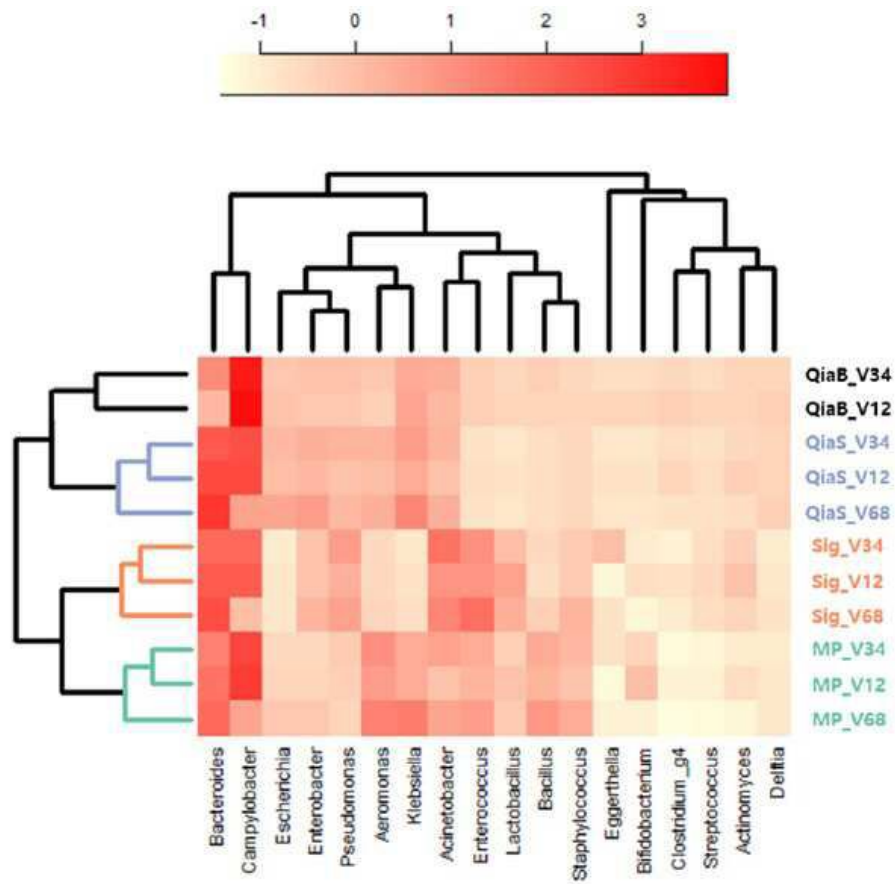 -1 0 1 2 3
QiaB_V34
QiaB_V12
QiaS_V34
QiaS_V12
QiaS_V68
Sig_V34
Sig_V12
Sig_V68
MP_V34
MP_V12
MP_V68
Bacteroides
Campylobacter
Escherichia
Enterobacter
Pseudomonas
Aeromonas
Klebsiella
Acinetobacter
Enterococcus
Lactobacillus
Bacillus
Staphylococcus
Eggerthella
Bifidobacterium
Clostridium_g4
Streptococcus
Actinomyces
Delftia